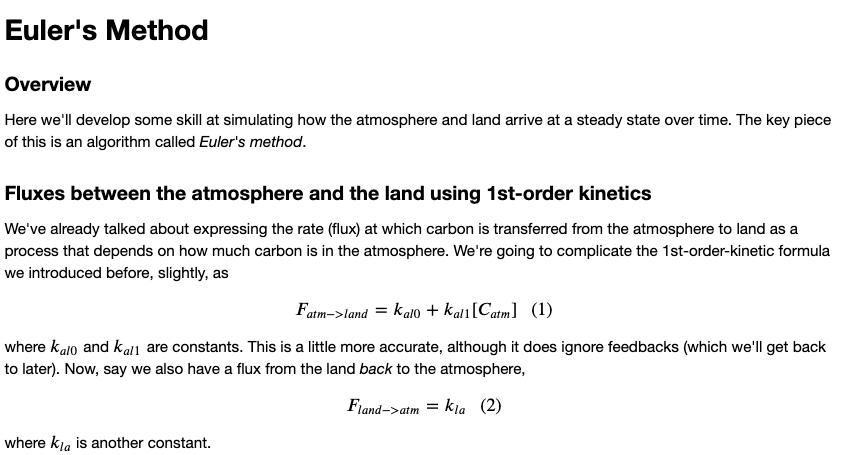 Euler's Method
Overview
Here we'll develop some skill at simulating how the atmosphere and land arrive at a steady state over time. The key piece
of this is an algorithm called Euler's method.
Fluxes between the atmosphere and the land using 1st-order kinetics
We've already talked about expressing the rate (flux) at which carbon is transferred from the atmosphere to land as a
process that depends on how much carbon is in the atmosphere. We're going to complicate the 1st-order-kinetic formula
we introduced before, slightly, as
F_{atm->land} = k_{al0} + k_{al1}[C_{atm}] (1)
where k_{al0} and k_{al1} are constants. This is a little more accurate, although it does ignore feedbacks (which we'll get back
to later). Now, say we also have a flux from the land back to the atmosphere,
F_{land->atm} = k_{la} (2)
where k_{la} is another constant.